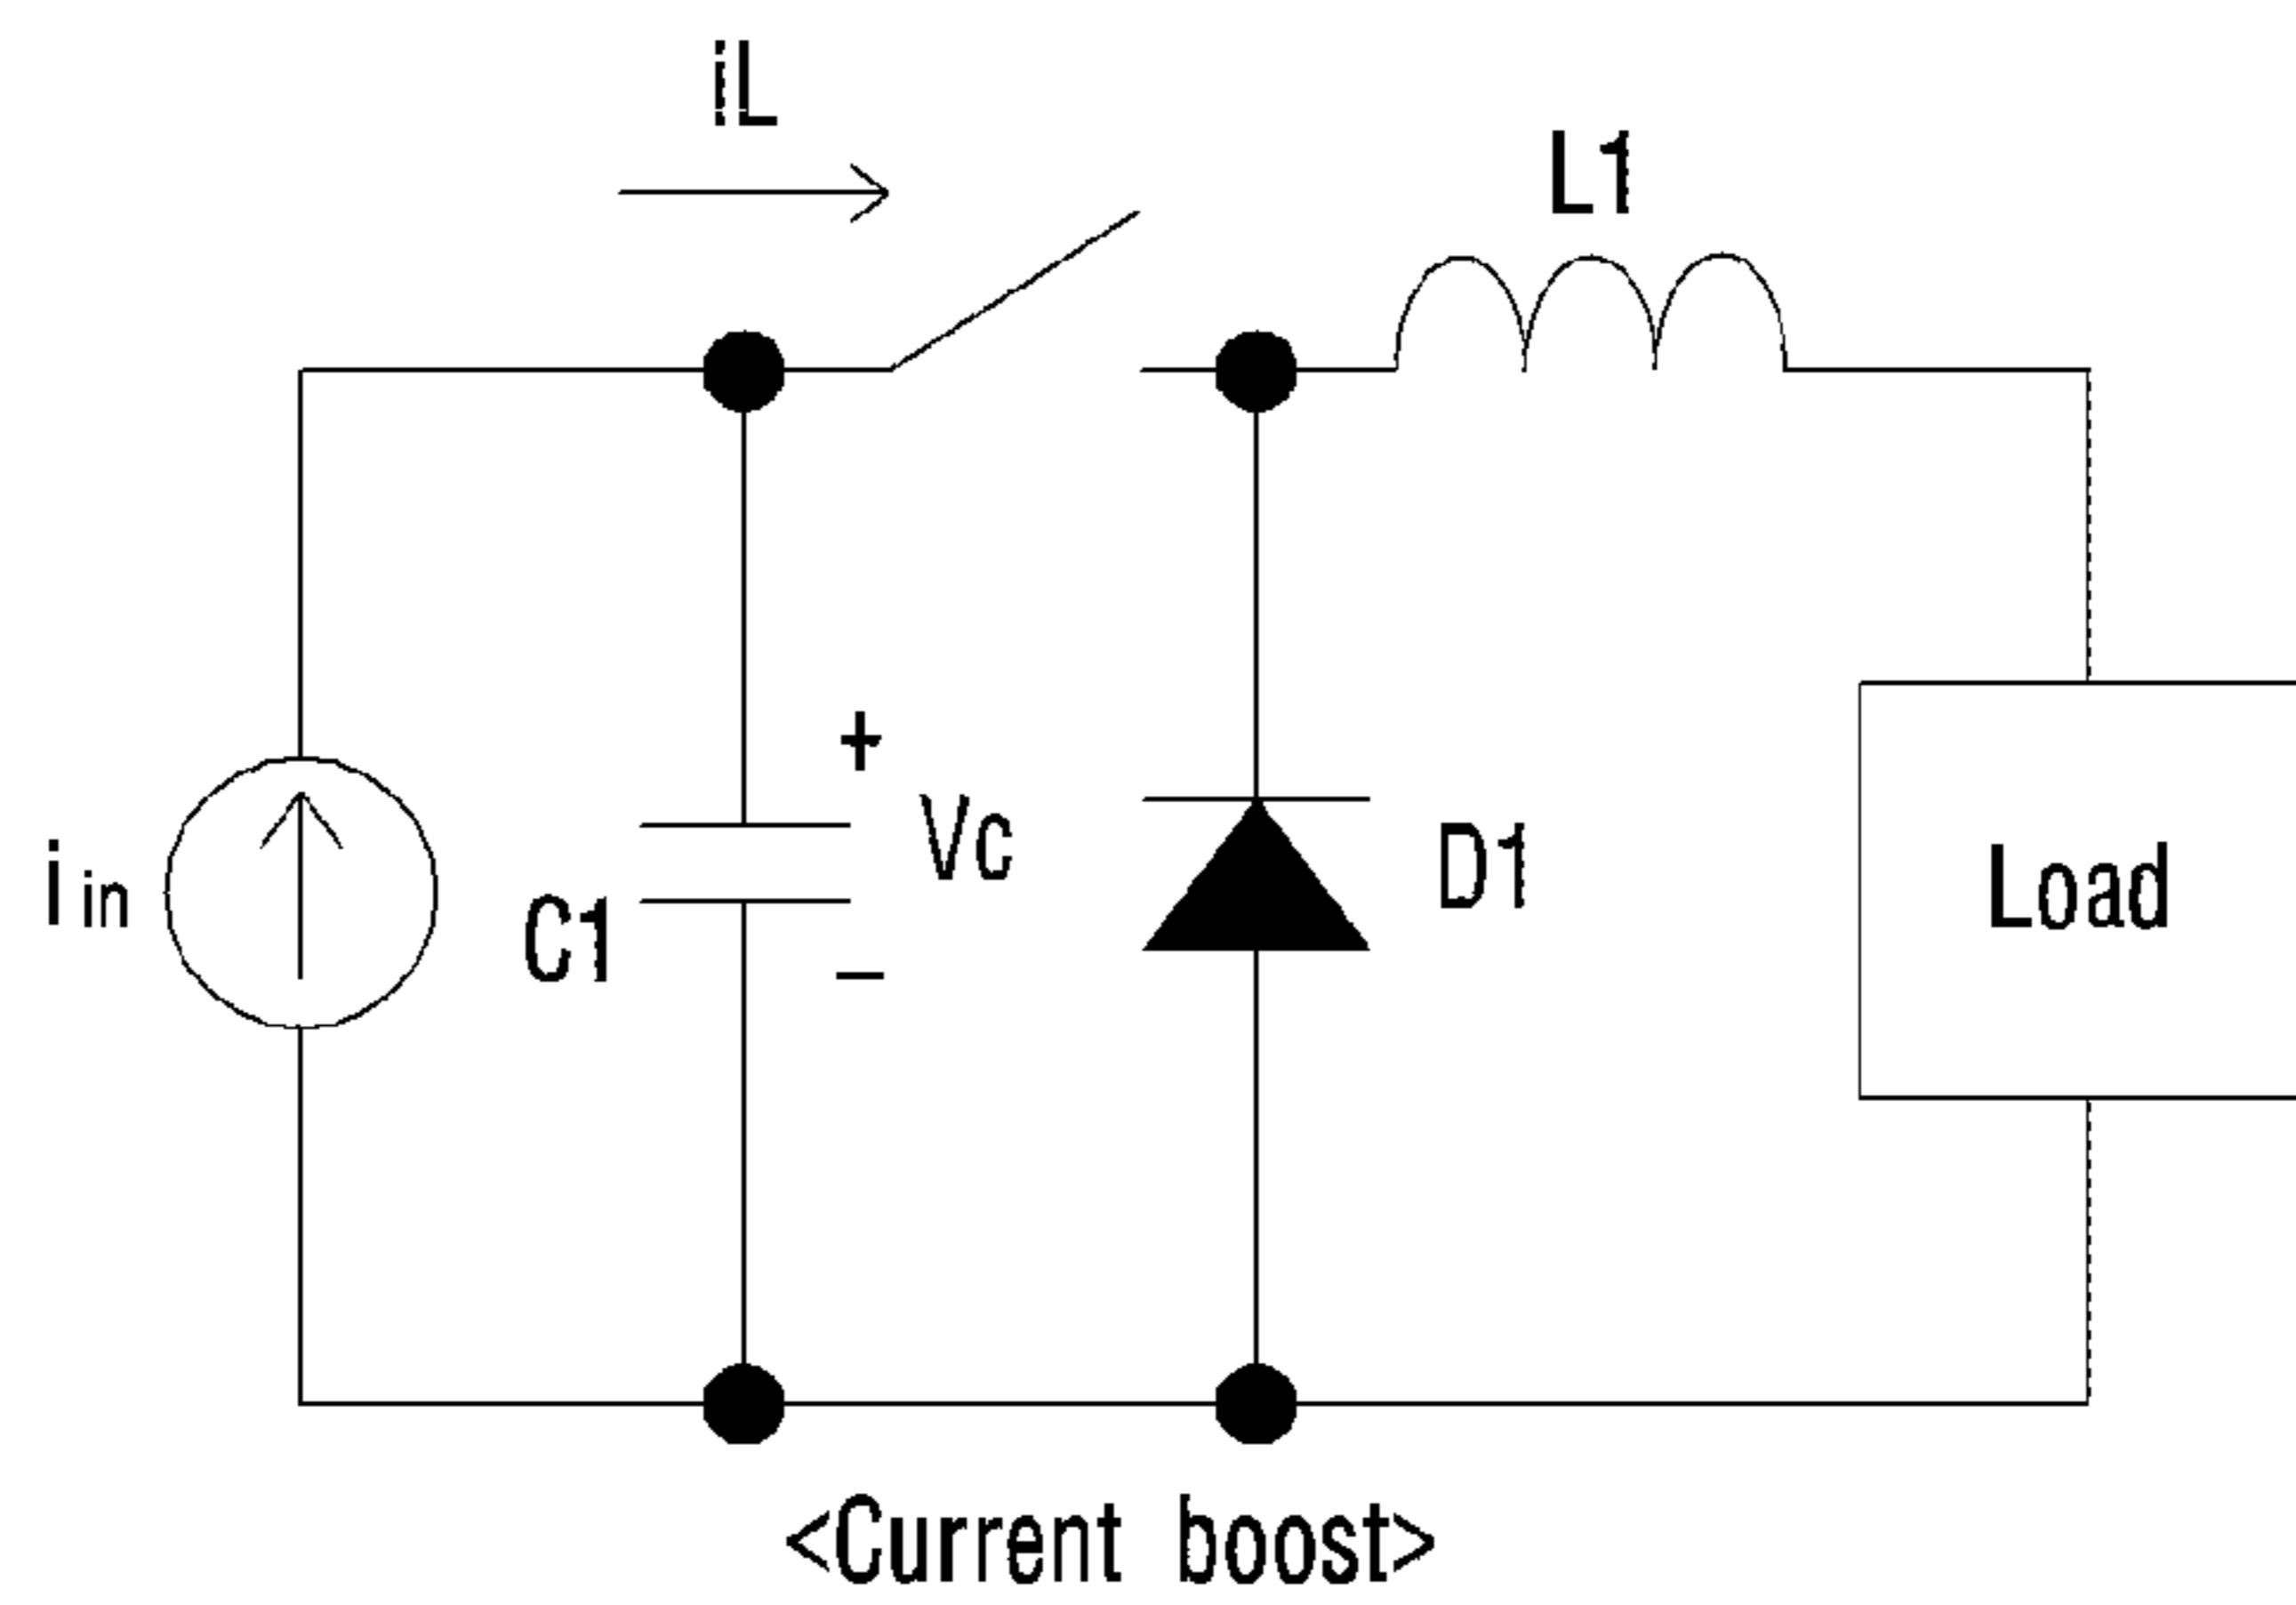 iL
L1
+
Vc
i in
C1
−
D1
Load
<Current boost>